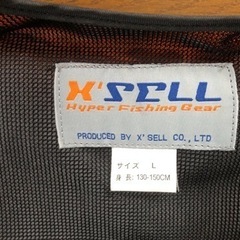 X'SELL
Hyper Fishing Gear
PRODUCED BY X'SELL CO., LTD
サイズ L
身長: 130-150CM